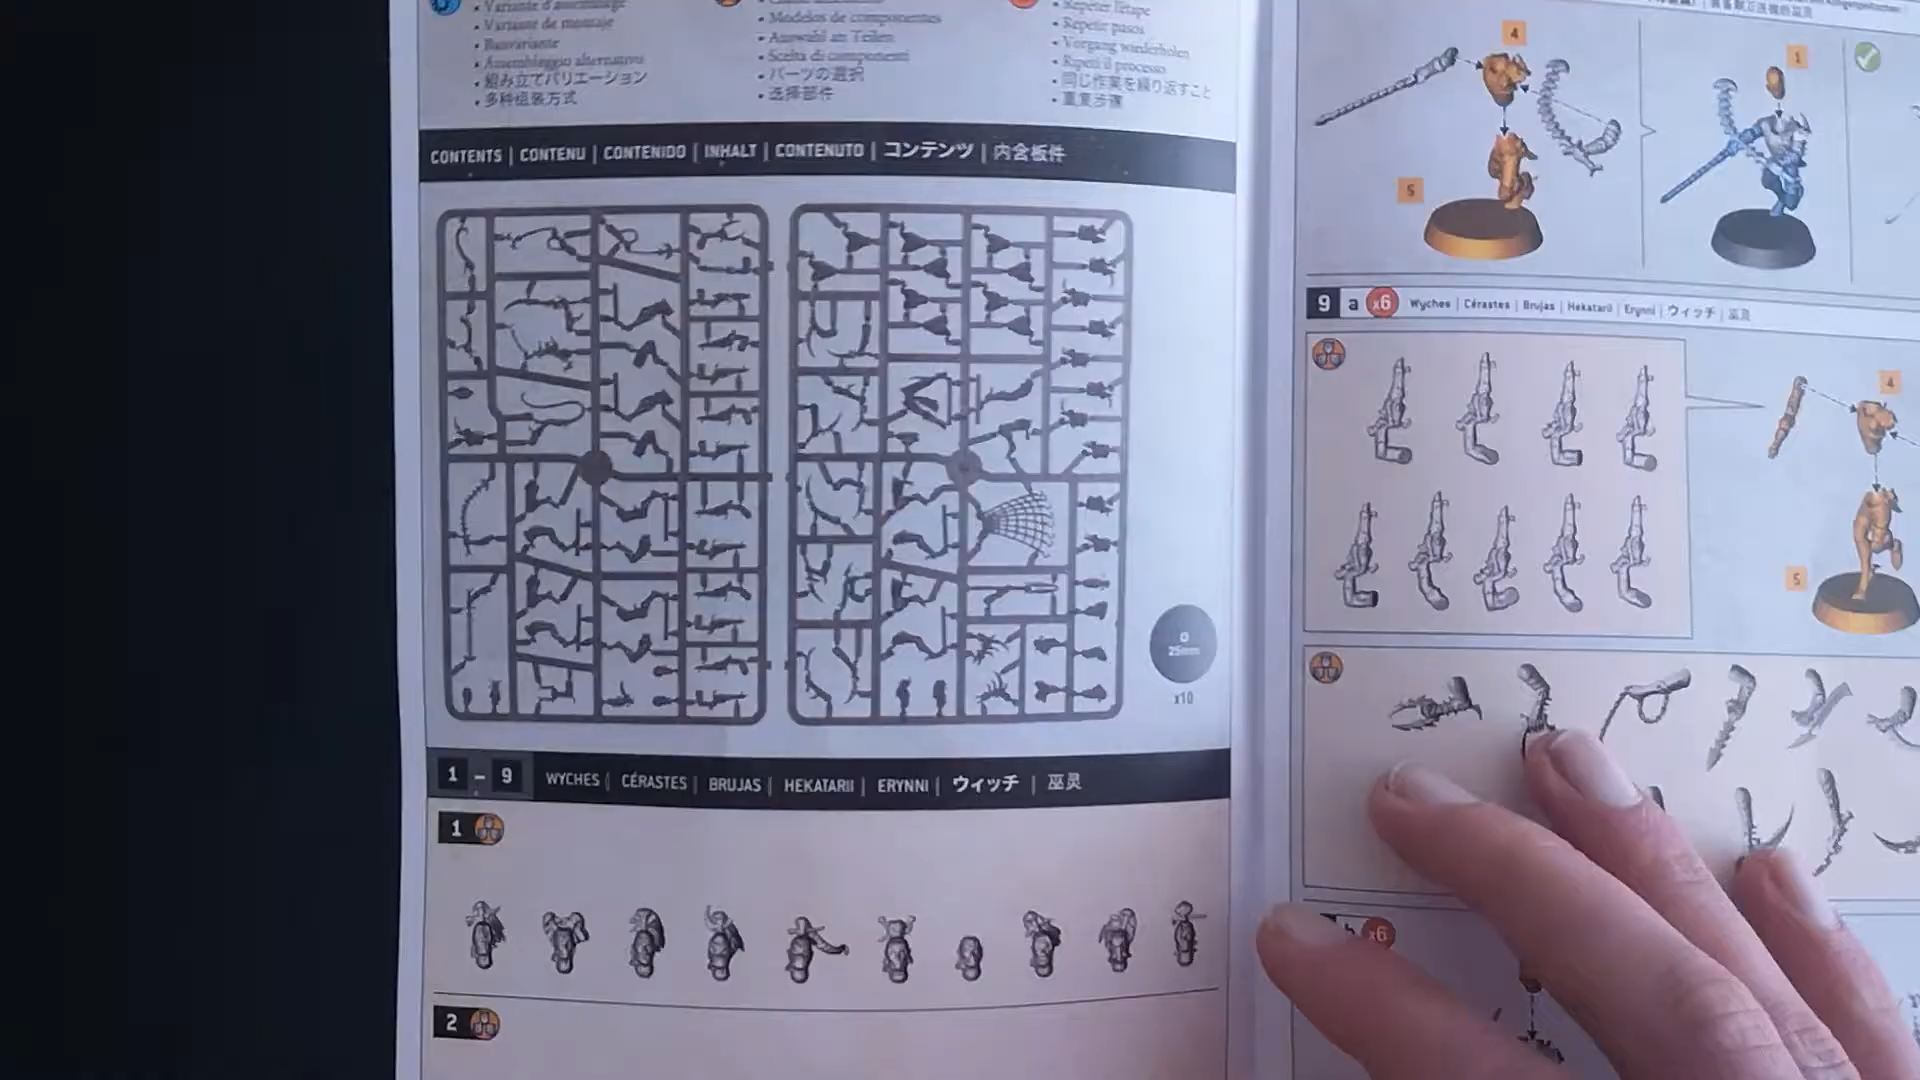 • Variante d'assemblage
• Variante de montaje
• Bauvariante
• Assemblaggio alternativo
• 組み立てバリエーション
• 多种组装方式
• Modelos de componentes
• Auswahl an Teilen
• Scelta di componenti
• パーツの選択
• 选择部件
• Répéter l'étape
• Repetir pasos
• Vorgang wiederholen
• Ripeti il processo
• 同じ作業を繰り返すこと
• 重复步骤
CONTENTS | CONTENU | CONTENIDO | INHALT | CONTENUTO | コンテンツ | 内含板件
25mm
x10
1 - 9 WYCHES | CÉRASTES | BRUJAS | HEKATARII | ERYNNI | ウィッチ | 巫灵
1
2
4
1
5
9 a x6 Wyches | Cérastes | Brujas | Hekatarii | Erynni | ウィッチ | 巫灵
4
5
b x6